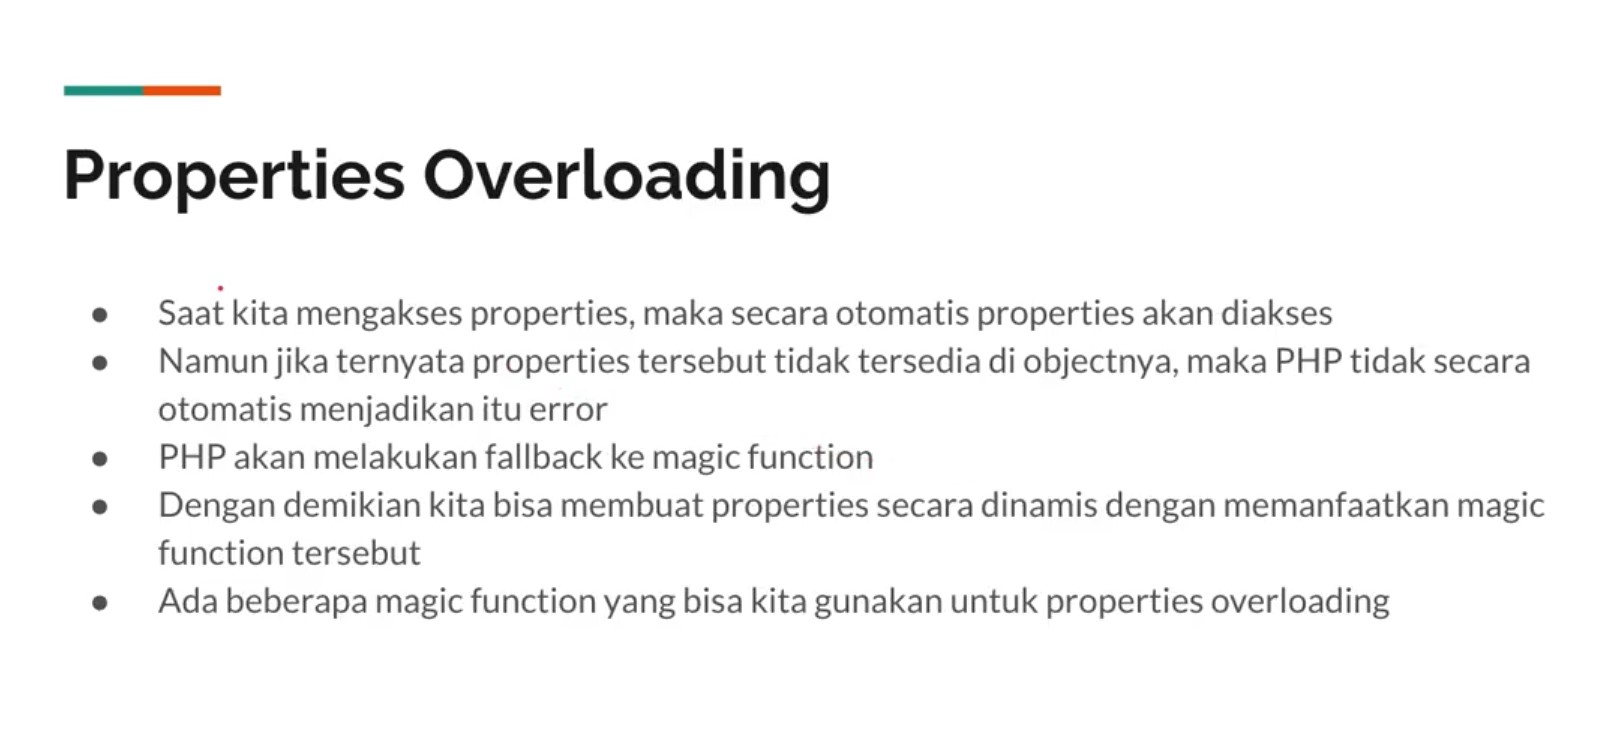 Properties Overloading
● Saat kita mengakses properties, maka secara otomatis properties akan diakses
● Namun jika ternyata properties tersebut tidak tersedia di objectnya, maka PHP tidak secara
otomatis menjadikan itu error
● PHP akan melakukan fallback ke magic function
● Dengan demikian kita bisa membuat properties secara dinamis dengan memanfaatkan magic
function tersebut
● Ada beberapa magic function yang bisa kita gunakan untuk properties overloading